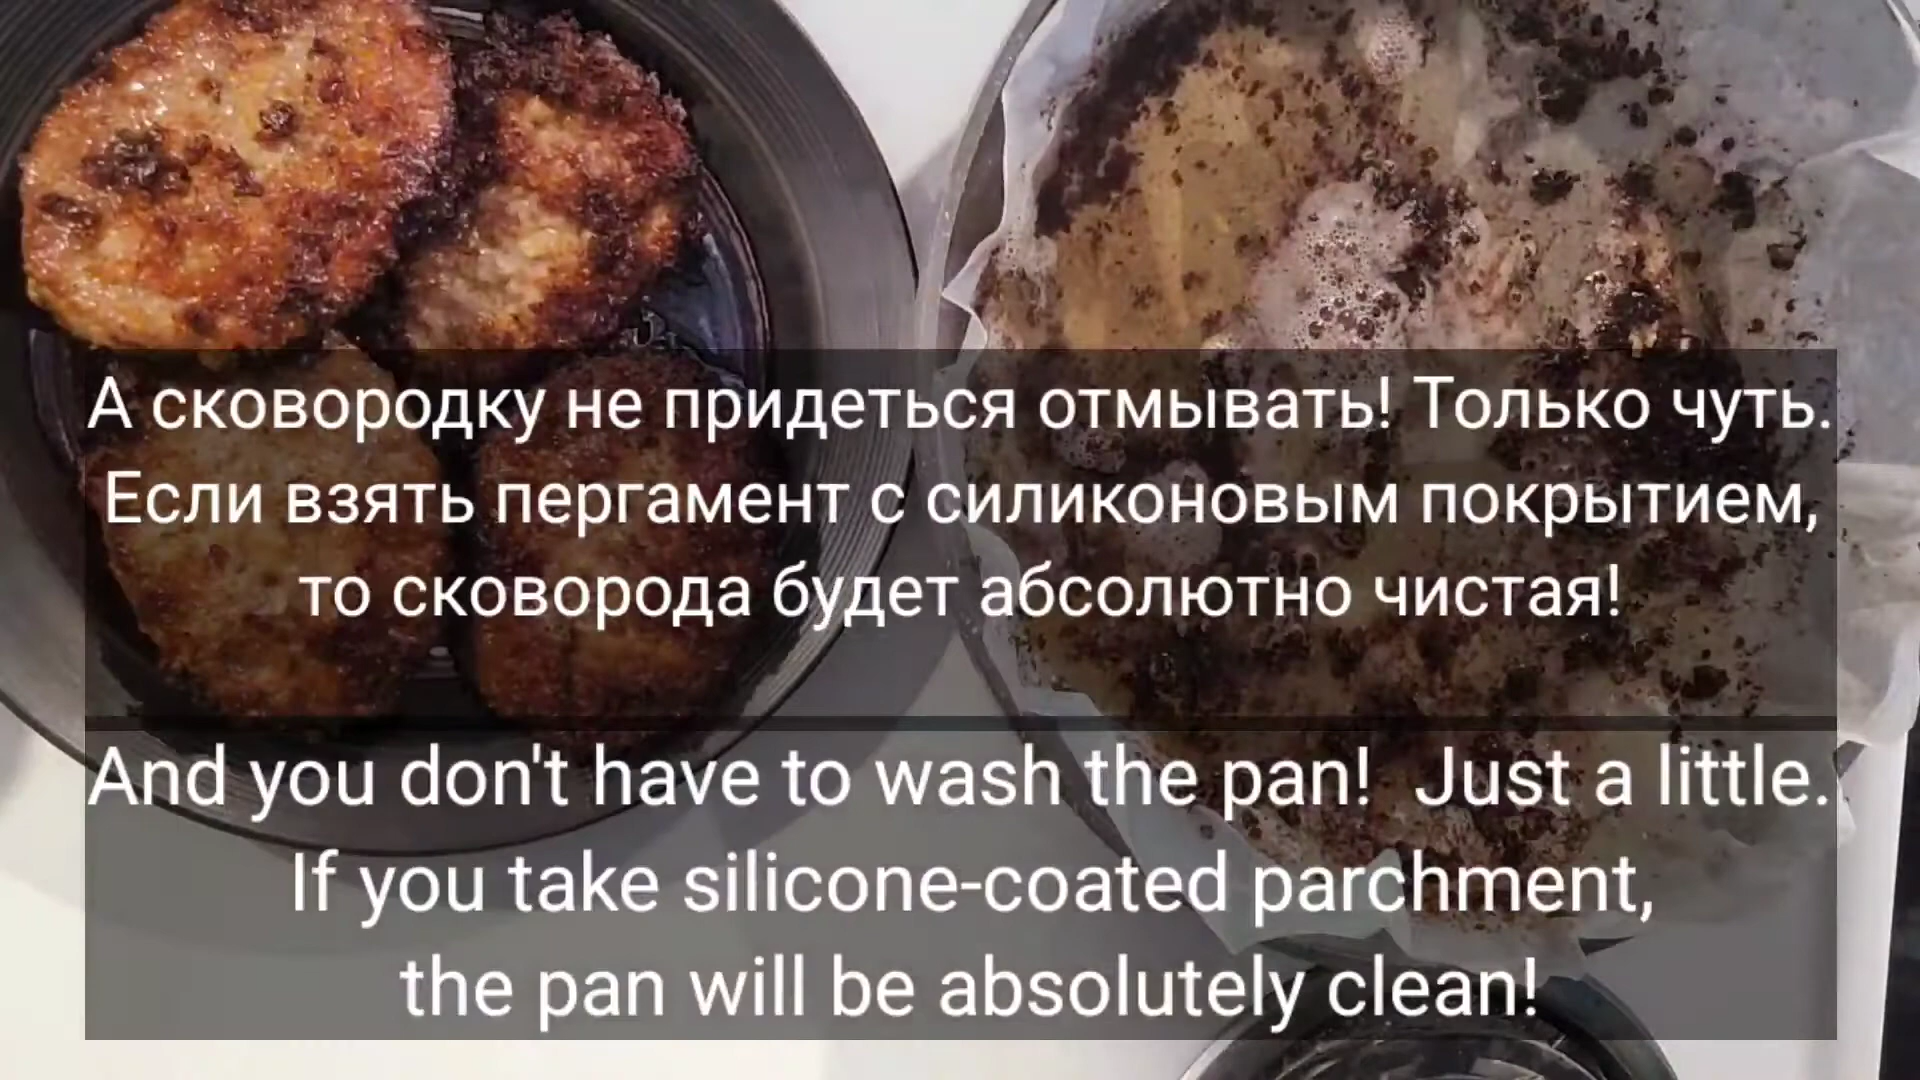 А сковородку не придеться отмывать! Только чуть.
Если взять пергамент с силиконовым покрытием,
то сковорода будет абсолютно чистая!
And you don't have to wash the pan! Just a little.
If you take silicone-coated parchment,
the pan will be absolutely clean!